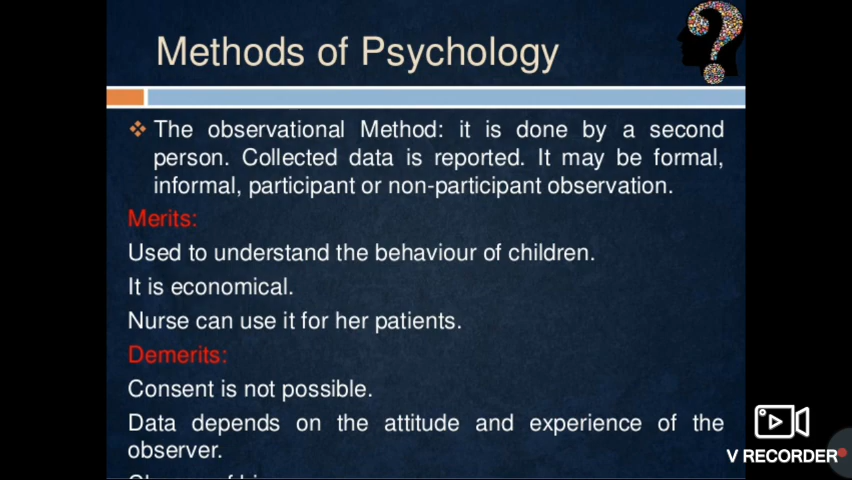 Methods of Psychology
The observational Method: it is done by a second
person. Collected data is reported. It may be formal,
informal, participant or non-participant observation.
Merits:
Used to understand the behaviour of children.
It is economical.
Nurse can use it for her patients.
Demerits:
Consent is not possible.
Data depends on the attitude and experience of the
observer.
V RECORDER